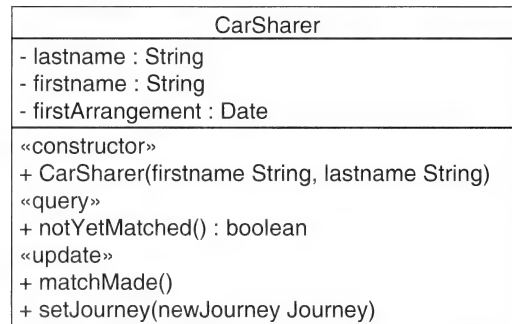 CarSharer
- lastname : String
- firstname : String
- firstArrangement : Date
«constructor»
+ CarSharer(firstname String, lastname String)
«query»
+ notYetMatched() : boolean
«update»
+ matchMade()
+ setJourney(newJourney Journey)